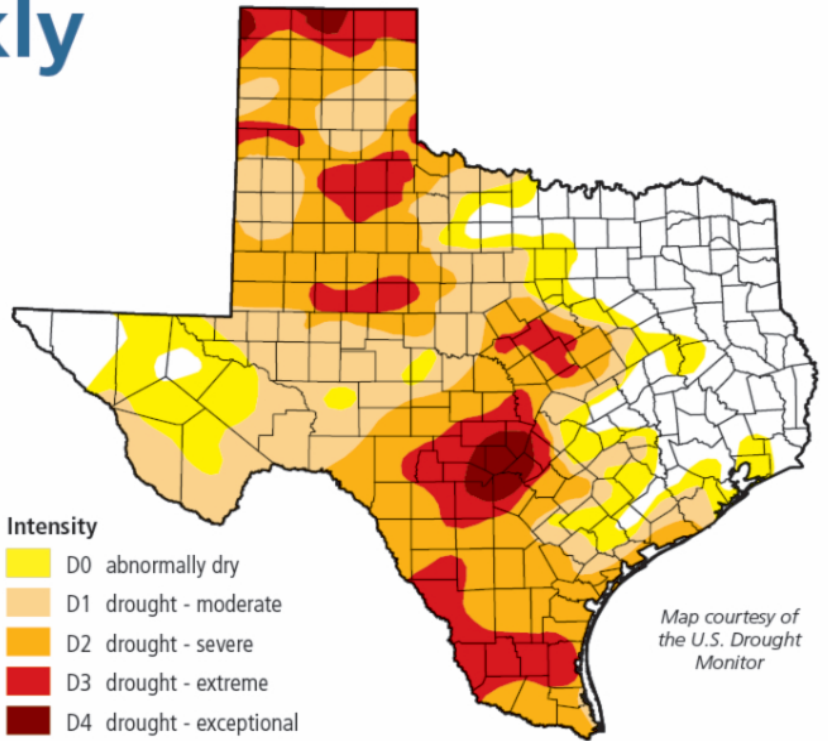 kly
Intensity
D0 abnormally dry
D1 drought - moderate
D2 drought - severe
D3 drought - extreme
D4 drought - exceptional
Map courtesy of
the U.S. Drought
Monitor